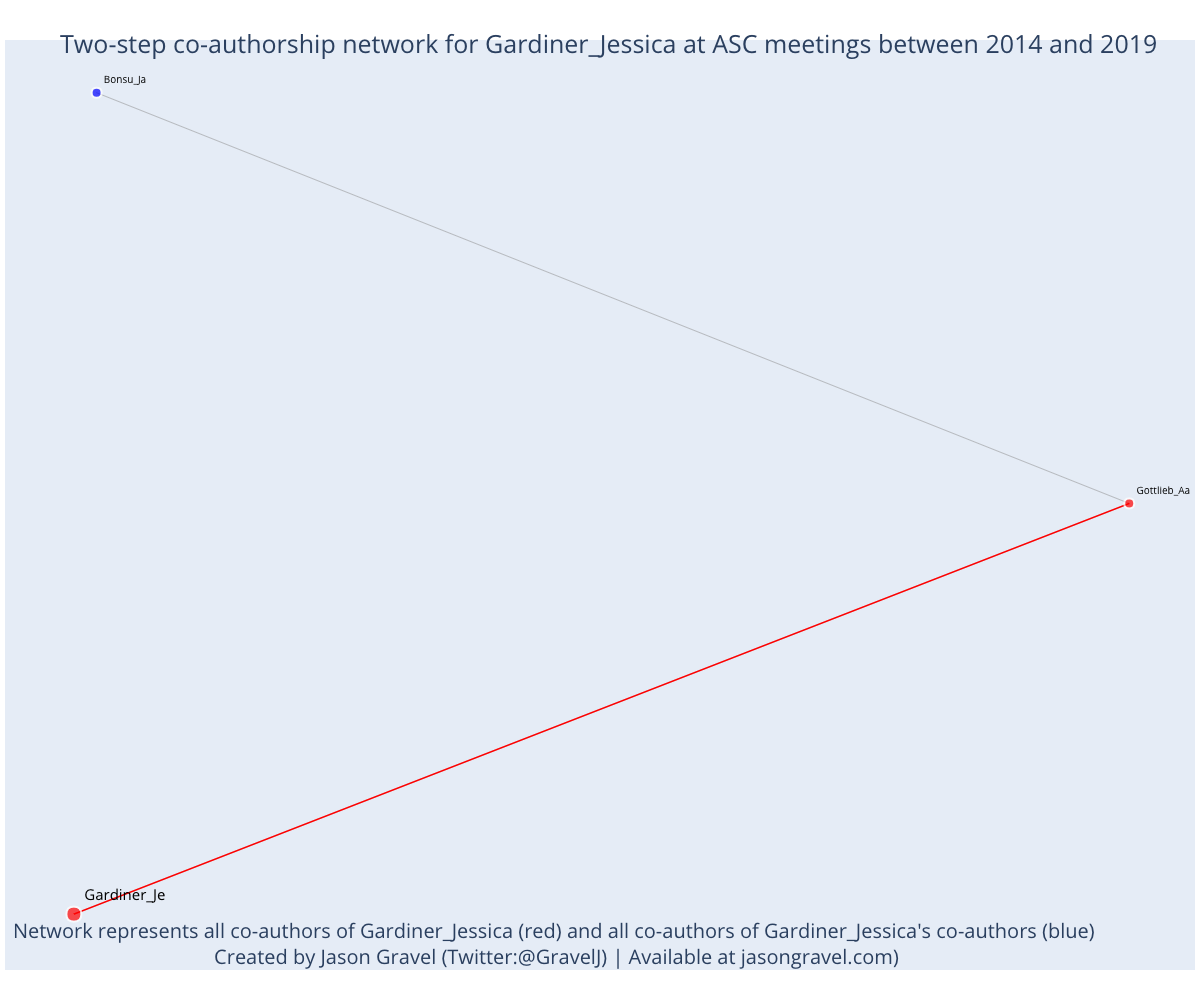 Two-step co-authorship network for Gardiner_Jessica at ASC meetings between 2014 and 2019
Bonsu_Ja
Gottlieb_Aa
Gardiner_Je
Network represents all co-authors of Gardiner_Jessica (red) and all co-authors of Gardiner_Jessica's co-authors (blue)
Created by Jason Gravel (Twitter:@GravelJ) | Available at jasongravel.com)